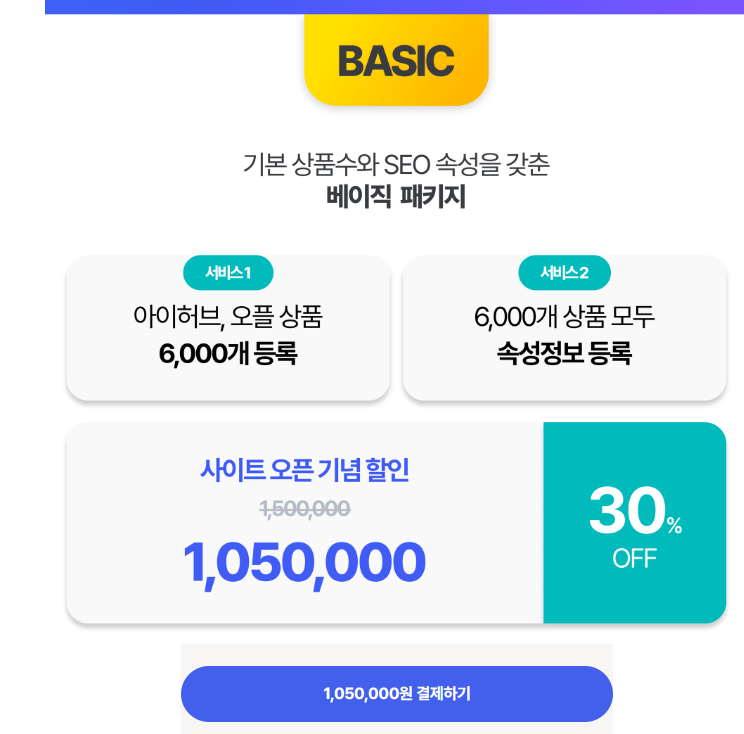 BASIC
기본 상품수와 SEO 속성을 갖춘
베이직 패키지
서비스1
아이허브, 오플 상품
6,000개 등록
서비스2
6,000개 상품 모두
속성정보 등록
사이트 오픈 기념 할인
1,500,000
1,050,000
30%
OFF
1,050,000원 결제하기